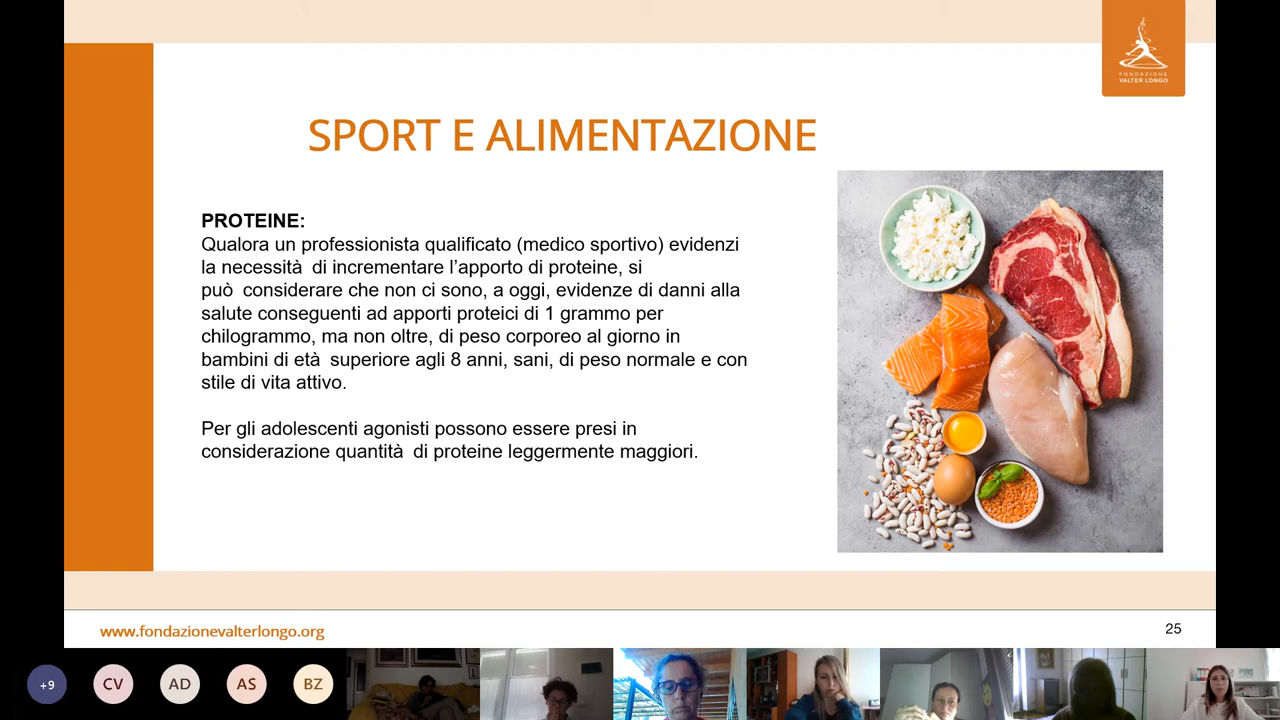 FONDAZIONE
VALTER LONGO
SPORT E ALIMENTAZIONE
PROTEINE:
Qualora un professionista qualificato (medico sportivo) evidenzi
la necessità di incrementare l'apporto di proteine, si
può considerare che non ci sono, a oggi, evidenze di danni alla
salute conseguenti ad apporti proteici di 1 grammo per
chilogrammo, ma non oltre, di peso corporeo al giorno in
bambini di età superiore agli 8 anni, sani, di peso normale e con
stile di vita attivo.
Per gli adolescenti agonisti possono essere presi in
considerazione quantità di proteine leggermente maggiori.
www.fondazionevalterlongo.org
25
+9
CV
AD
AS
BZ